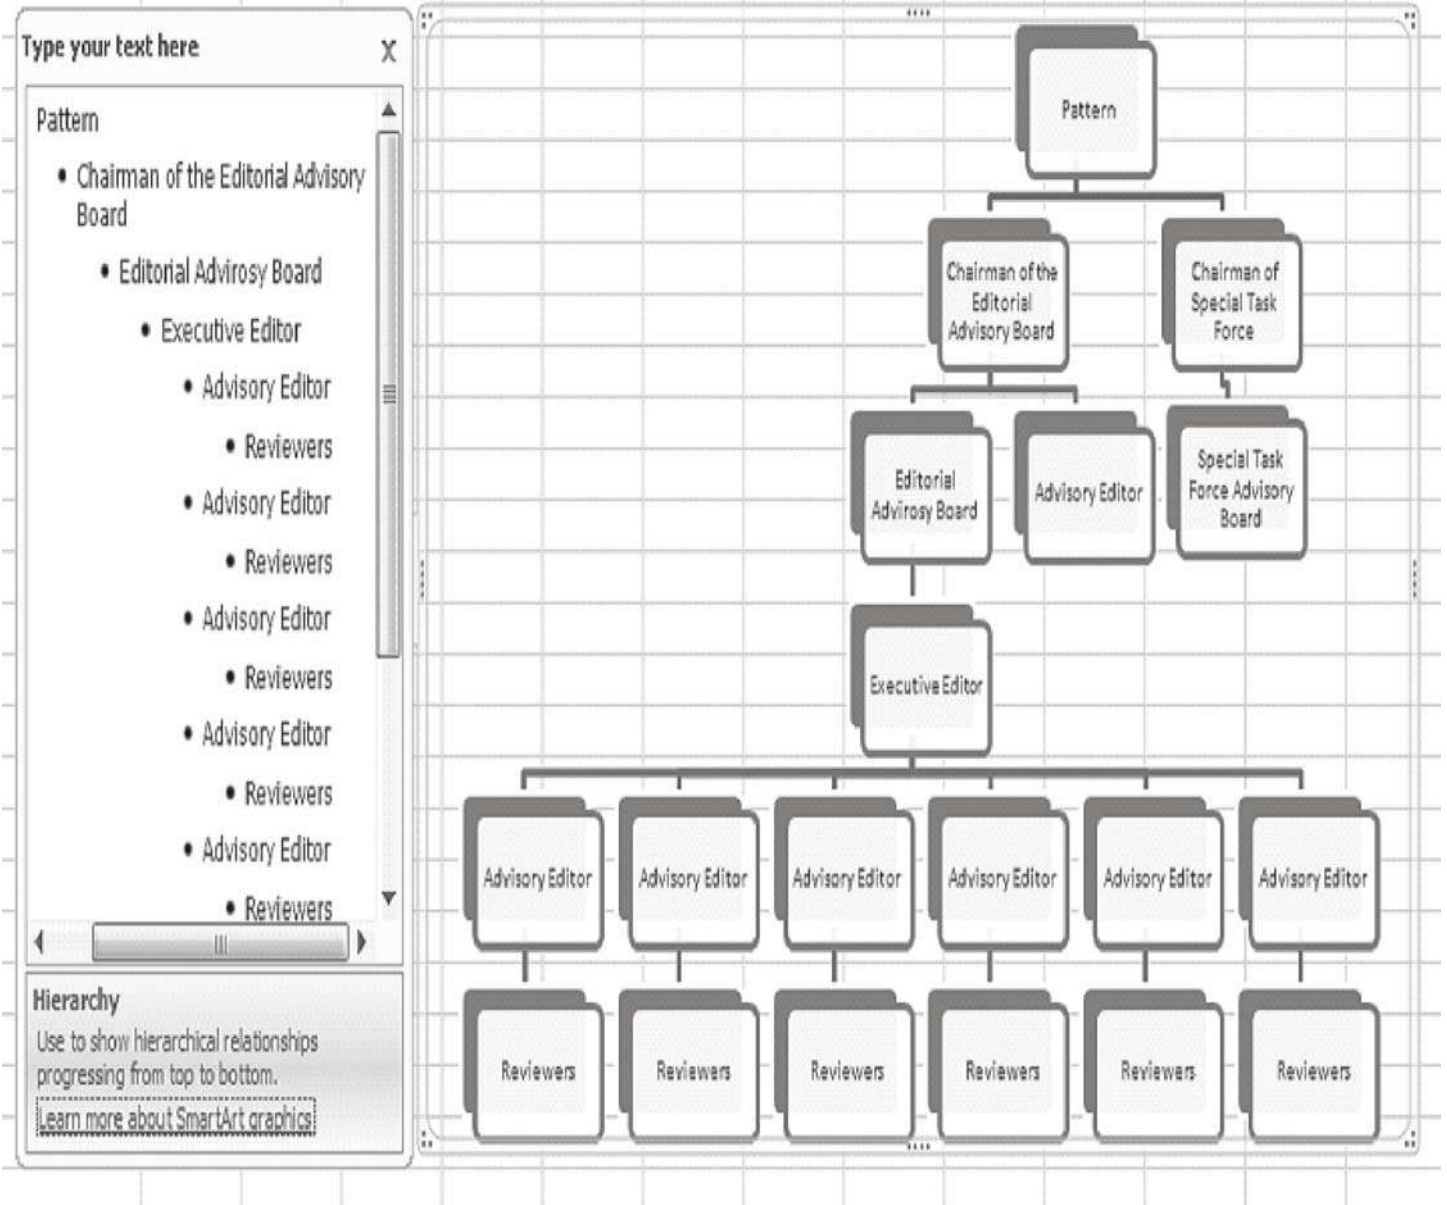 Type your text here
X
Pattern
• Chairman of the Editorial Advisory
Board
• Editorial Advirosy Board
• Executive Editor
• Advisory Editor
• Reviewers
• Advisory Editor
• Reviewers
• Advisory Editor
• Reviewers
• Advisory Editor
• Reviewers
• Advisory Editor
• Reviewers
Hierarchy
Use to show hierarchical relationships
progressing from top to bottom.
Learn more about SmartArt graphics
Pattern
Chairman of the
Editorial
Advisory Board
Chairman of
Special Task
Force
Editorial
Advirosy Board
Advisory Editor
Special Task
Force Advisory
Board
Executive Editor
Advisory Editor
Advisory Editor
Advisory Editor
Advisory Editor
Advisory Editor
Advisory Editor
Reviewers
Reviewers
Reviewers
Reviewers
Reviewers
Reviewers